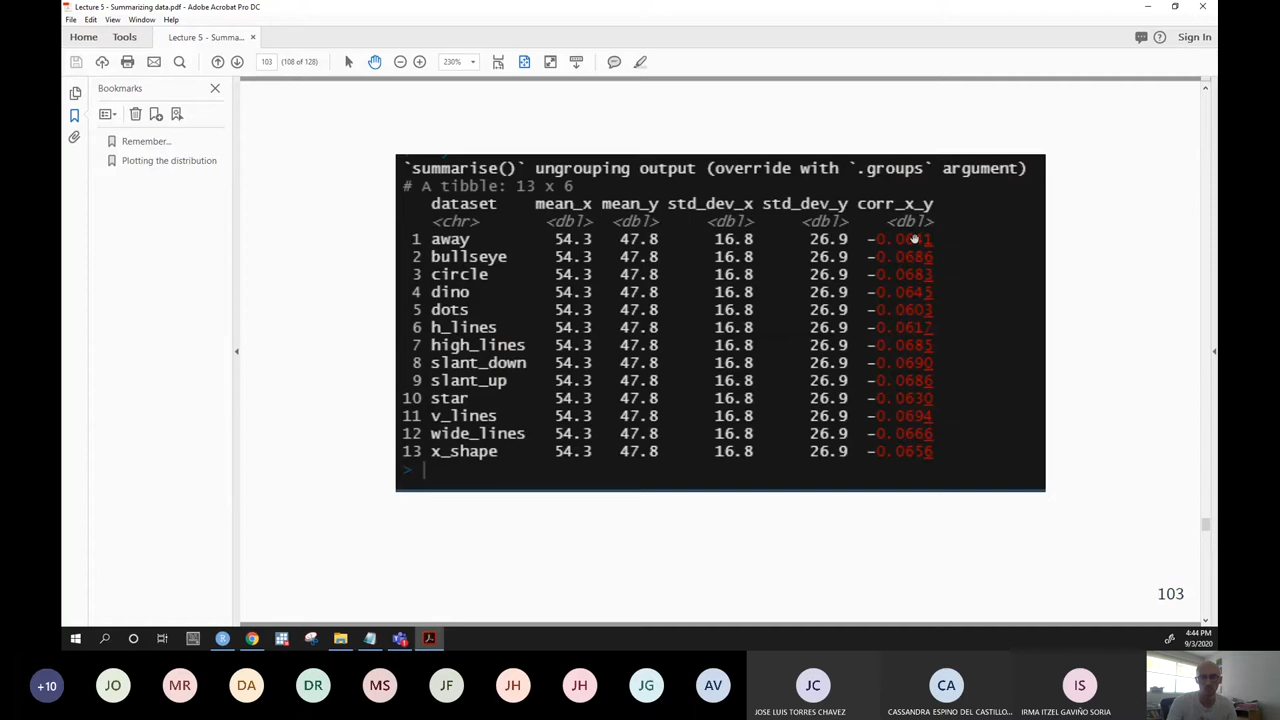 Lecture 5 - Summarizing data.pdf - Adobe Acrobat Pro DC
File Edit View Window Help
Home Tools Lecture 5 - Summa... ×
Sign In
103 (108 of 128) 230%
Bookmarks
Remember...
Plotting the distribution
`summarise()` ungrouping output (override with `.groups` argument)
# A tibble: 13 x 6
dataset mean_x mean_y std_dev_x std_dev_y corr_x_y
<chr> <dbl> <dbl> <dbl> <dbl> <dbl>
1 away 54.3 47.8 16.8 26.9
2 bullseye 54.3 47.8 16.8 26.9 -0.0686
3 circle 54.3 47.8 16.8 26.9 -0.0683
4 dino 54.3 47.8 16.8 26.9 -0.0645
5 dots 54.3 47.8 16.8 26.9 -0.0603
6 h_lines 54.3 47.8 16.8 26.9 -0.0617
7 high_lines 54.3 47.8 16.8 26.9 -0.0685
8 slant_down 54.3 47.8 16.8 26.9 -0.0690
9 slant_up 54.3 47.8 16.8 26.9 -0.0686
10 star 54.3 47.8 16.8 26.9 -0.0630
11 v_lines 54.3 47.8 16.8 26.9 -0.0694
12 wide_lines 54.3 47.8 16.8 26.9 -0.0666
13 x_shape 54.3 47.8 16.8 26.9 -0.0656
>
103
4:44 PM
9/3/2020
+10 JO MR DA DR MS JF JH JH JG AV JC CA IS
JOSE LUIS TORRES CHAVEZ CASSANDRA ESPINO DEL CASTILLO... IRMA ITZEL GAVIÑO SORIA